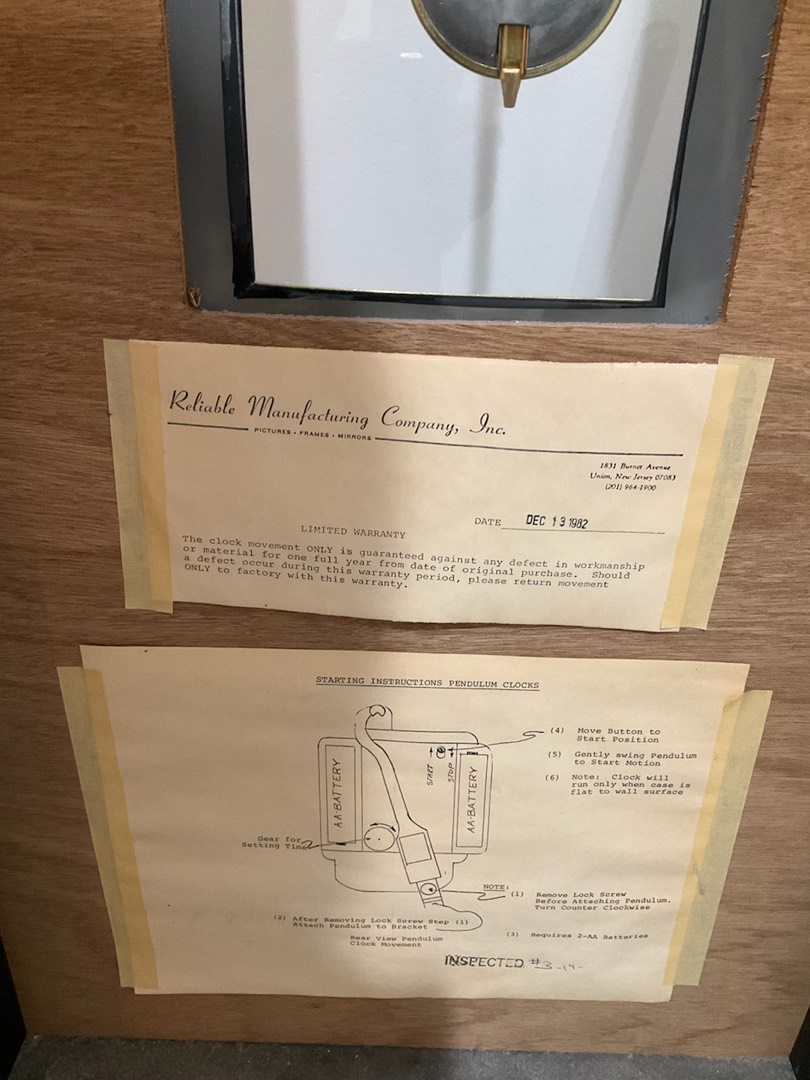 Reliable Manufacturing Company, Inc.
PICTURES • FRAMES • MIRRORS
1831 Burnet Avenue
Union, New Jersey 07083
(201) 964-1900
DATE DEC 13 1982
LIMITED WARRANTY
The clock movement ONLY is guaranteed against any defect in workmanship
or material for one full year from date of original purchase. Should
a defect occur during this warranty period, please return movement
ONLY to factory with this warranty.
STARTING INSTRUCTIONS PENDULUM CLOCKS
(4) Move Button to
Start Position
(5) Gently swing Pendulum
to Start Motion
(6) Note: Clock will
run only when case is
flat to wall surface
START
STOP
AA-BATTERY
AA-BATTERY
Gear for
Setting Time
NOTE:
(1) Remove Lock Screw
Before Attaching Pendulum.
Turn Counter Clockwise
(2) After Removing Lock Screw Step (1)
Attach Pendulum to Bracket
(3) Requires 2-AA Batteries
Rear View Pendulum
Clock Movement
INSPECTED #3